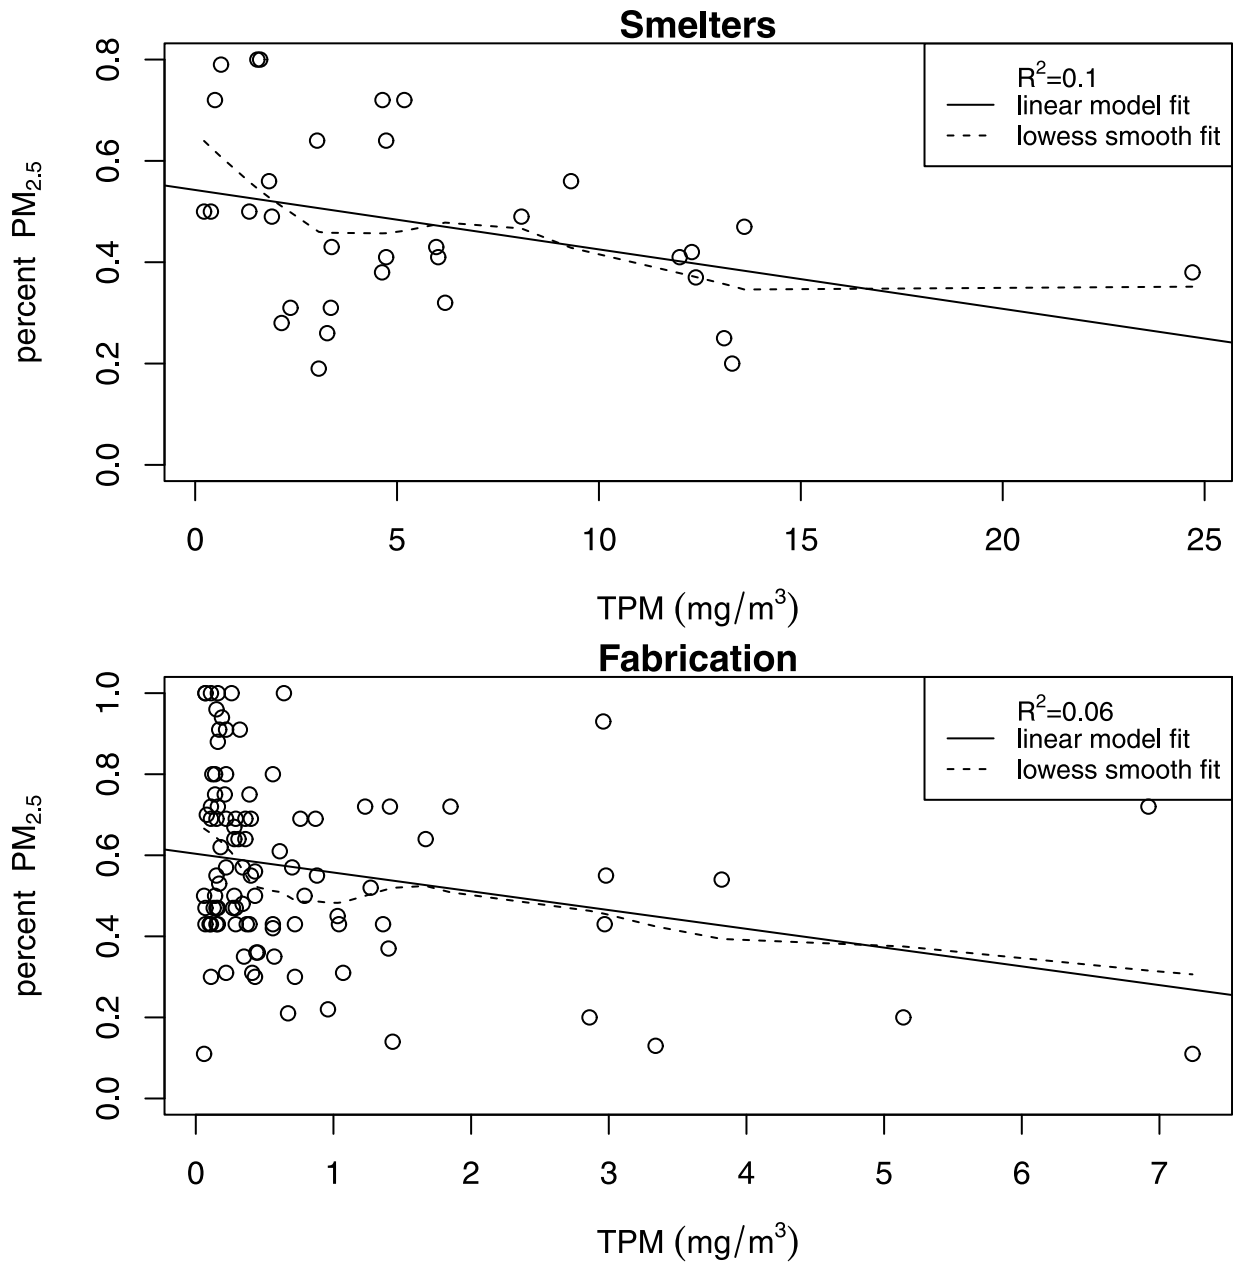 Smelters
0.8
0.6
0.4
0.2
0.0
percent PM2.5
R²=0.1
linear model fit
lowess smooth fit
0 5 10 15 20 25
TPM (mg/m³)
Fabrication
1.0
0.8
0.6
0.4
0.2
0.0
percent PM2.5
R²=0.06
linear model fit
lowess smooth fit
0 1 2 3 4 5 6 7
TPM (mg/m³)